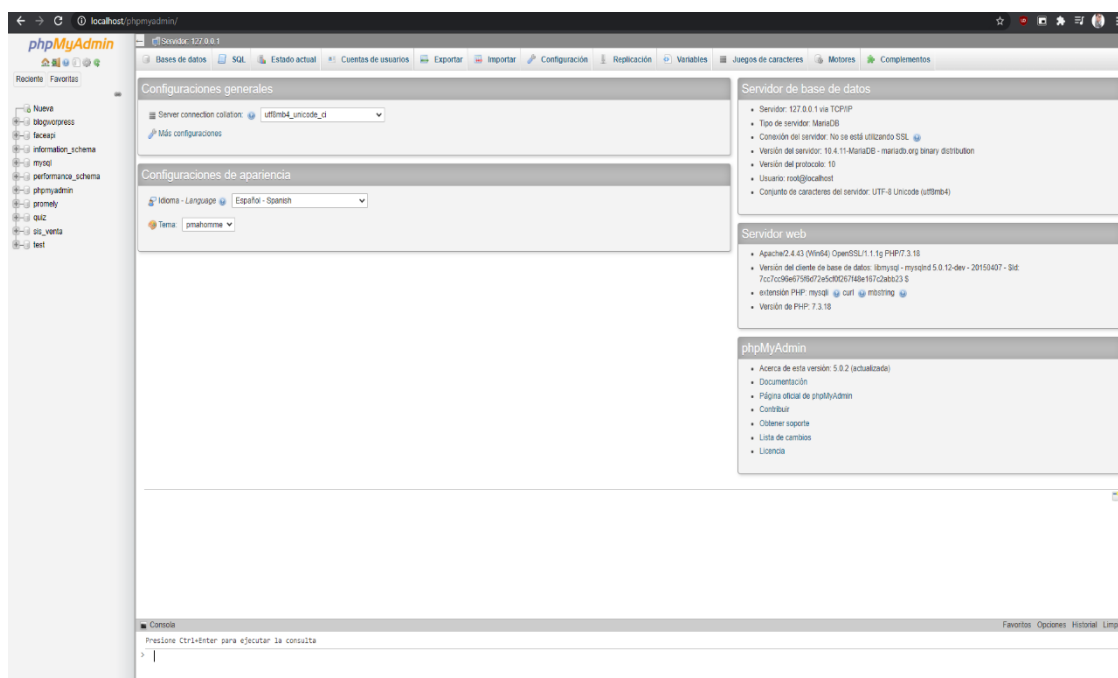 localhost/phpmyadmin/
phpMyAdmin
Reciente Favoritas
Nueva
blogworpress
faceapi
information_schema
mysql
performance_schema
phpmyadmin
promely
quiz
sis_venta
test
Servidor: 127.0.0.1
Bases de datos SQL Estado actual Cuentas de usuarios Exportar Importar Configuración Replicación Variables Juegos de caracteres Motores Complementos
Configuraciones generales
Server connection collation: utf8mb4_unicode_ci
Más configuraciones
Configuraciones de apariencia
Idioma - Language Español - Spanish
Tema: pmahomme
Servidor de base de datos
Servidor: 127.0.0.1 via TCP/IP
Tipo de servidor: MariaDB
Conexión del servidor: No se está utilizando SSL
Versión del servidor: 10.4.11-MariaDB - mariadb.org binary distribution
Versión del protocolo: 10
Usuario: root@localhost
Conjunto de caracteres del servidor: UTF-8 Unicode (utf8mb4)
Servidor web
Apache/2.4.43 (Win64) OpenSSL/1.1.1g PHP/7.3.18
Versión del cliente de base de datos: libmysql - mysqlnd 5.0.12-dev - 20150407 - $Id:
extensión PHP: mysqli curl mbstring
Versión de PHP: 7.3.18
phpMyAdmin
Acerca de esta versión: 5.0.2 (actualizada)
Documentación
Página oficial de phpMyAdmin
Contribuir
Obtener soporte
Lista de cambios
Licencia
Consola
Favoritos Opciones Historial Limp
Presione Ctrl+Enter para ejecutar la consulta
>